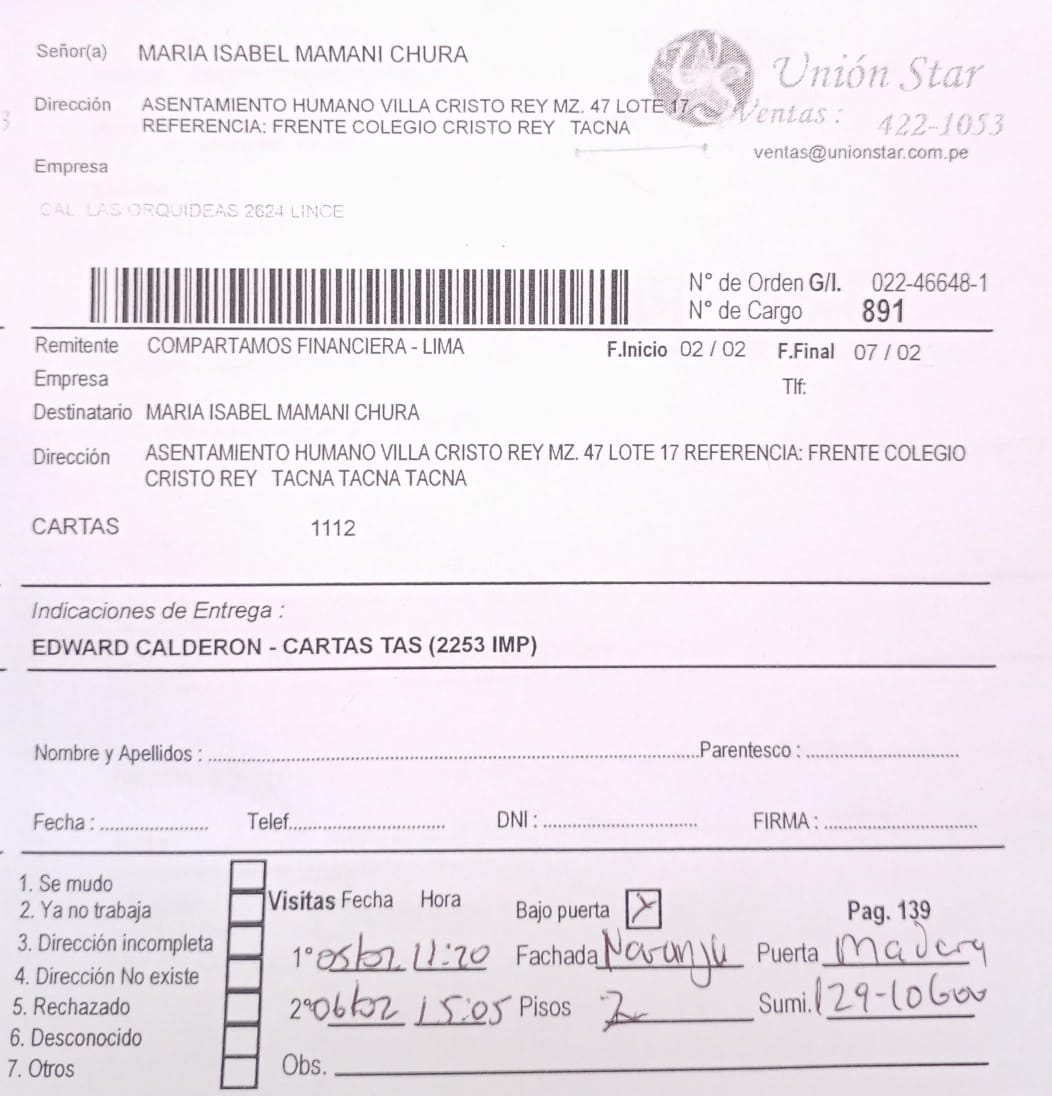 Señor(a) MARIA ISABEL MAMANI CHURA
Unión Star
Dirección ASENTAMIENTO HUMANO VILLA CRISTO REY MZ. 47 LOTE 17
REFERENCIA: FRENTE COLEGIO CRISTO REY TACNA
Ventas : 422-1053
ventas@unionstar.com.pe
Empresa
CAL. LAS ORQUIDEAS 2624 LINCE
N° de Orden G/I. 022-46648-1
N° de Cargo 891
Remitente COMPARTAMOS FINANCIERA - LIMA F.Inicio 02 / 02 F.Final 07 / 02
Empresa Tlf:
Destinatario MARIA ISABEL MAMANI CHURA
Dirección ASENTAMIENTO HUMANO VILLA CRISTO REY MZ. 47 LOTE 17 REFERENCIA: FRENTE COLEGIO
CRISTO REY TACNA TACNA TACNA
CARTAS 1112
Indicaciones de Entrega :
EDWARD CALDERON - CARTAS TAS (2253 IMP)
Nombre y Apellidos : Parentesco :
Fecha : Telef. DNI : FIRMA :
1. Se mudo
2. Ya no trabaja
3. Dirección incompleta
4. Dirección No existe
5. Rechazado
6. Desconocido
7. Otros
Visitas Fecha Hora Bajo puerta X Pag. 139
1° 05/02 11:20 Fachada Naranju Puerta Madera
2° 06/02 15:05 Pisos 2 Sumi. 129-
Obs.